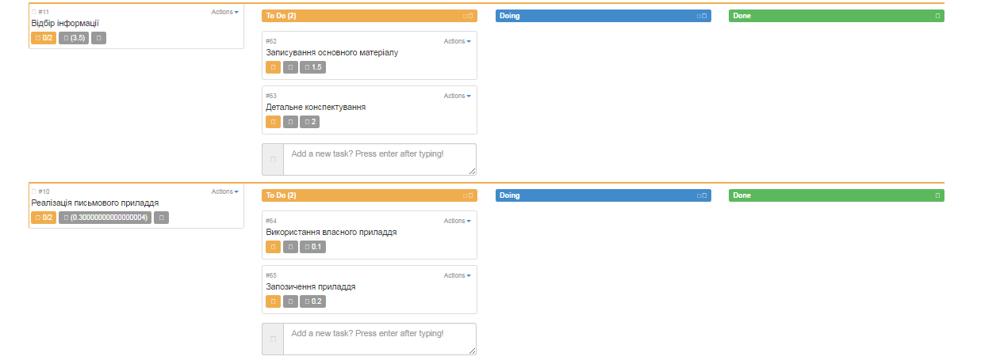 #11 Actions
Відбір інформації
0/2 (3.5)
To Do (2)
Doing
Done
#62 Actions
Записування основного матеріалу
1.5
#63 Actions
Детальне конспектування
2
Add a new task? Press enter after typing!
#10 Actions
Реалізація письмового приладдя
0/2 (0.30000000000000004)
To Do (2)
Doing
Done
#64 Actions
Використання власного приладдя
0.1
#65 Actions
Запозичення приладдя
0.2
Add a new task? Press enter after typing!